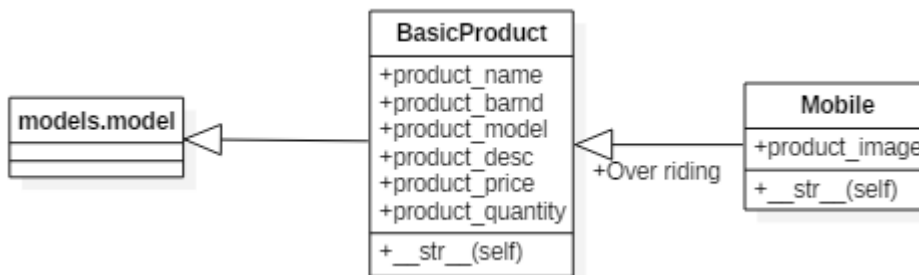 models.model
BasicProduct
+product_name
+product_barnd
+product_model
+product_desc
+product_price
+product_quantity
+__str__(self)
+Over riding
Mobile
+product_image
+__str__(self)